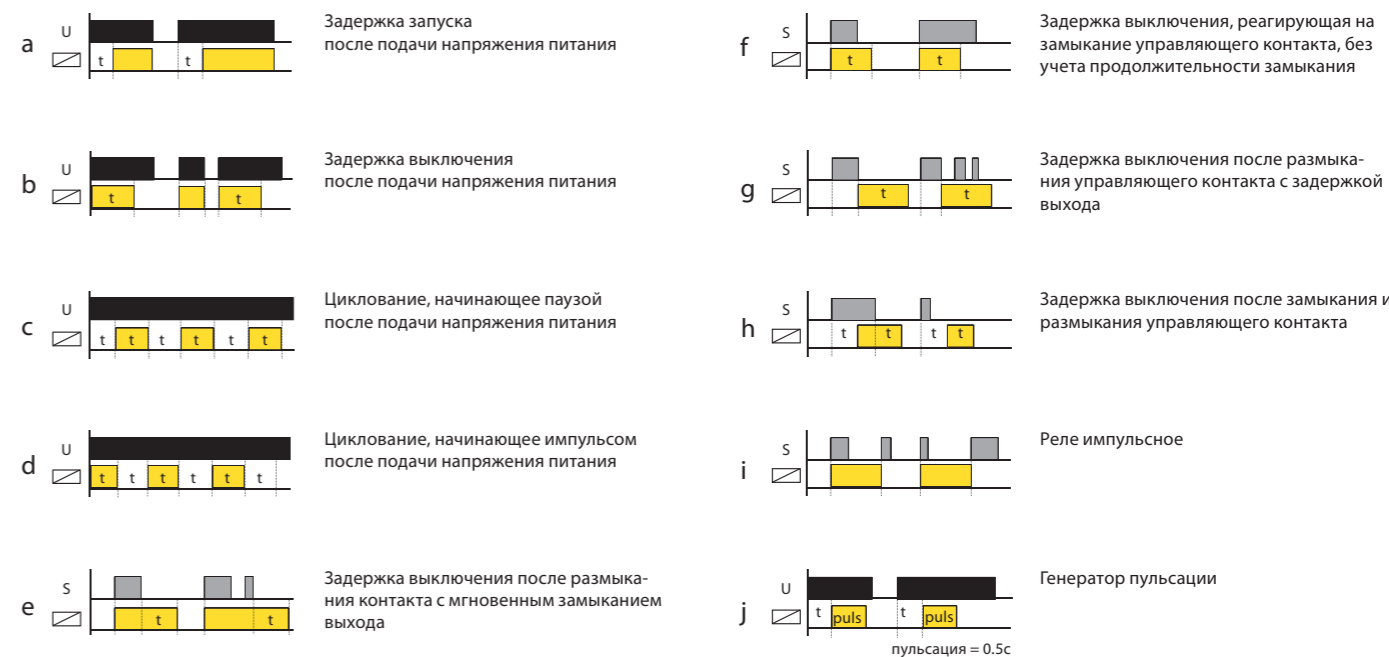 a
U
t
t
Задержка запуска
после подачи напряжения питания
b
U
t
t
Задержка выключения
после подачи напряжения питания
c
U
t t t t t t
Циклование, начинающее паузой
после подачи напряжения питания
d
U
t t t t t t
Циклование, начинающее импульсом
после подачи напряжения питания
e
S
t
t
Задержка выключения после размыка-
ния контакта с мгновенным замыканием
выхода
f
S
t
t
Задержка выключения, реагирующая на
замыкание управляющего контакта, без
учета продолжительности замыкания
g
S
t
t
Задержка выключения после размыка-
ния управляющего контакта с задержкой
выхода
h
S
t t t t
Задержка выключения после замыкания и
размыкания управляющего контакта
i
S
Реле импульсное
j
U
t puls t puls
пульсация = 0.5с
Генератор пульсации